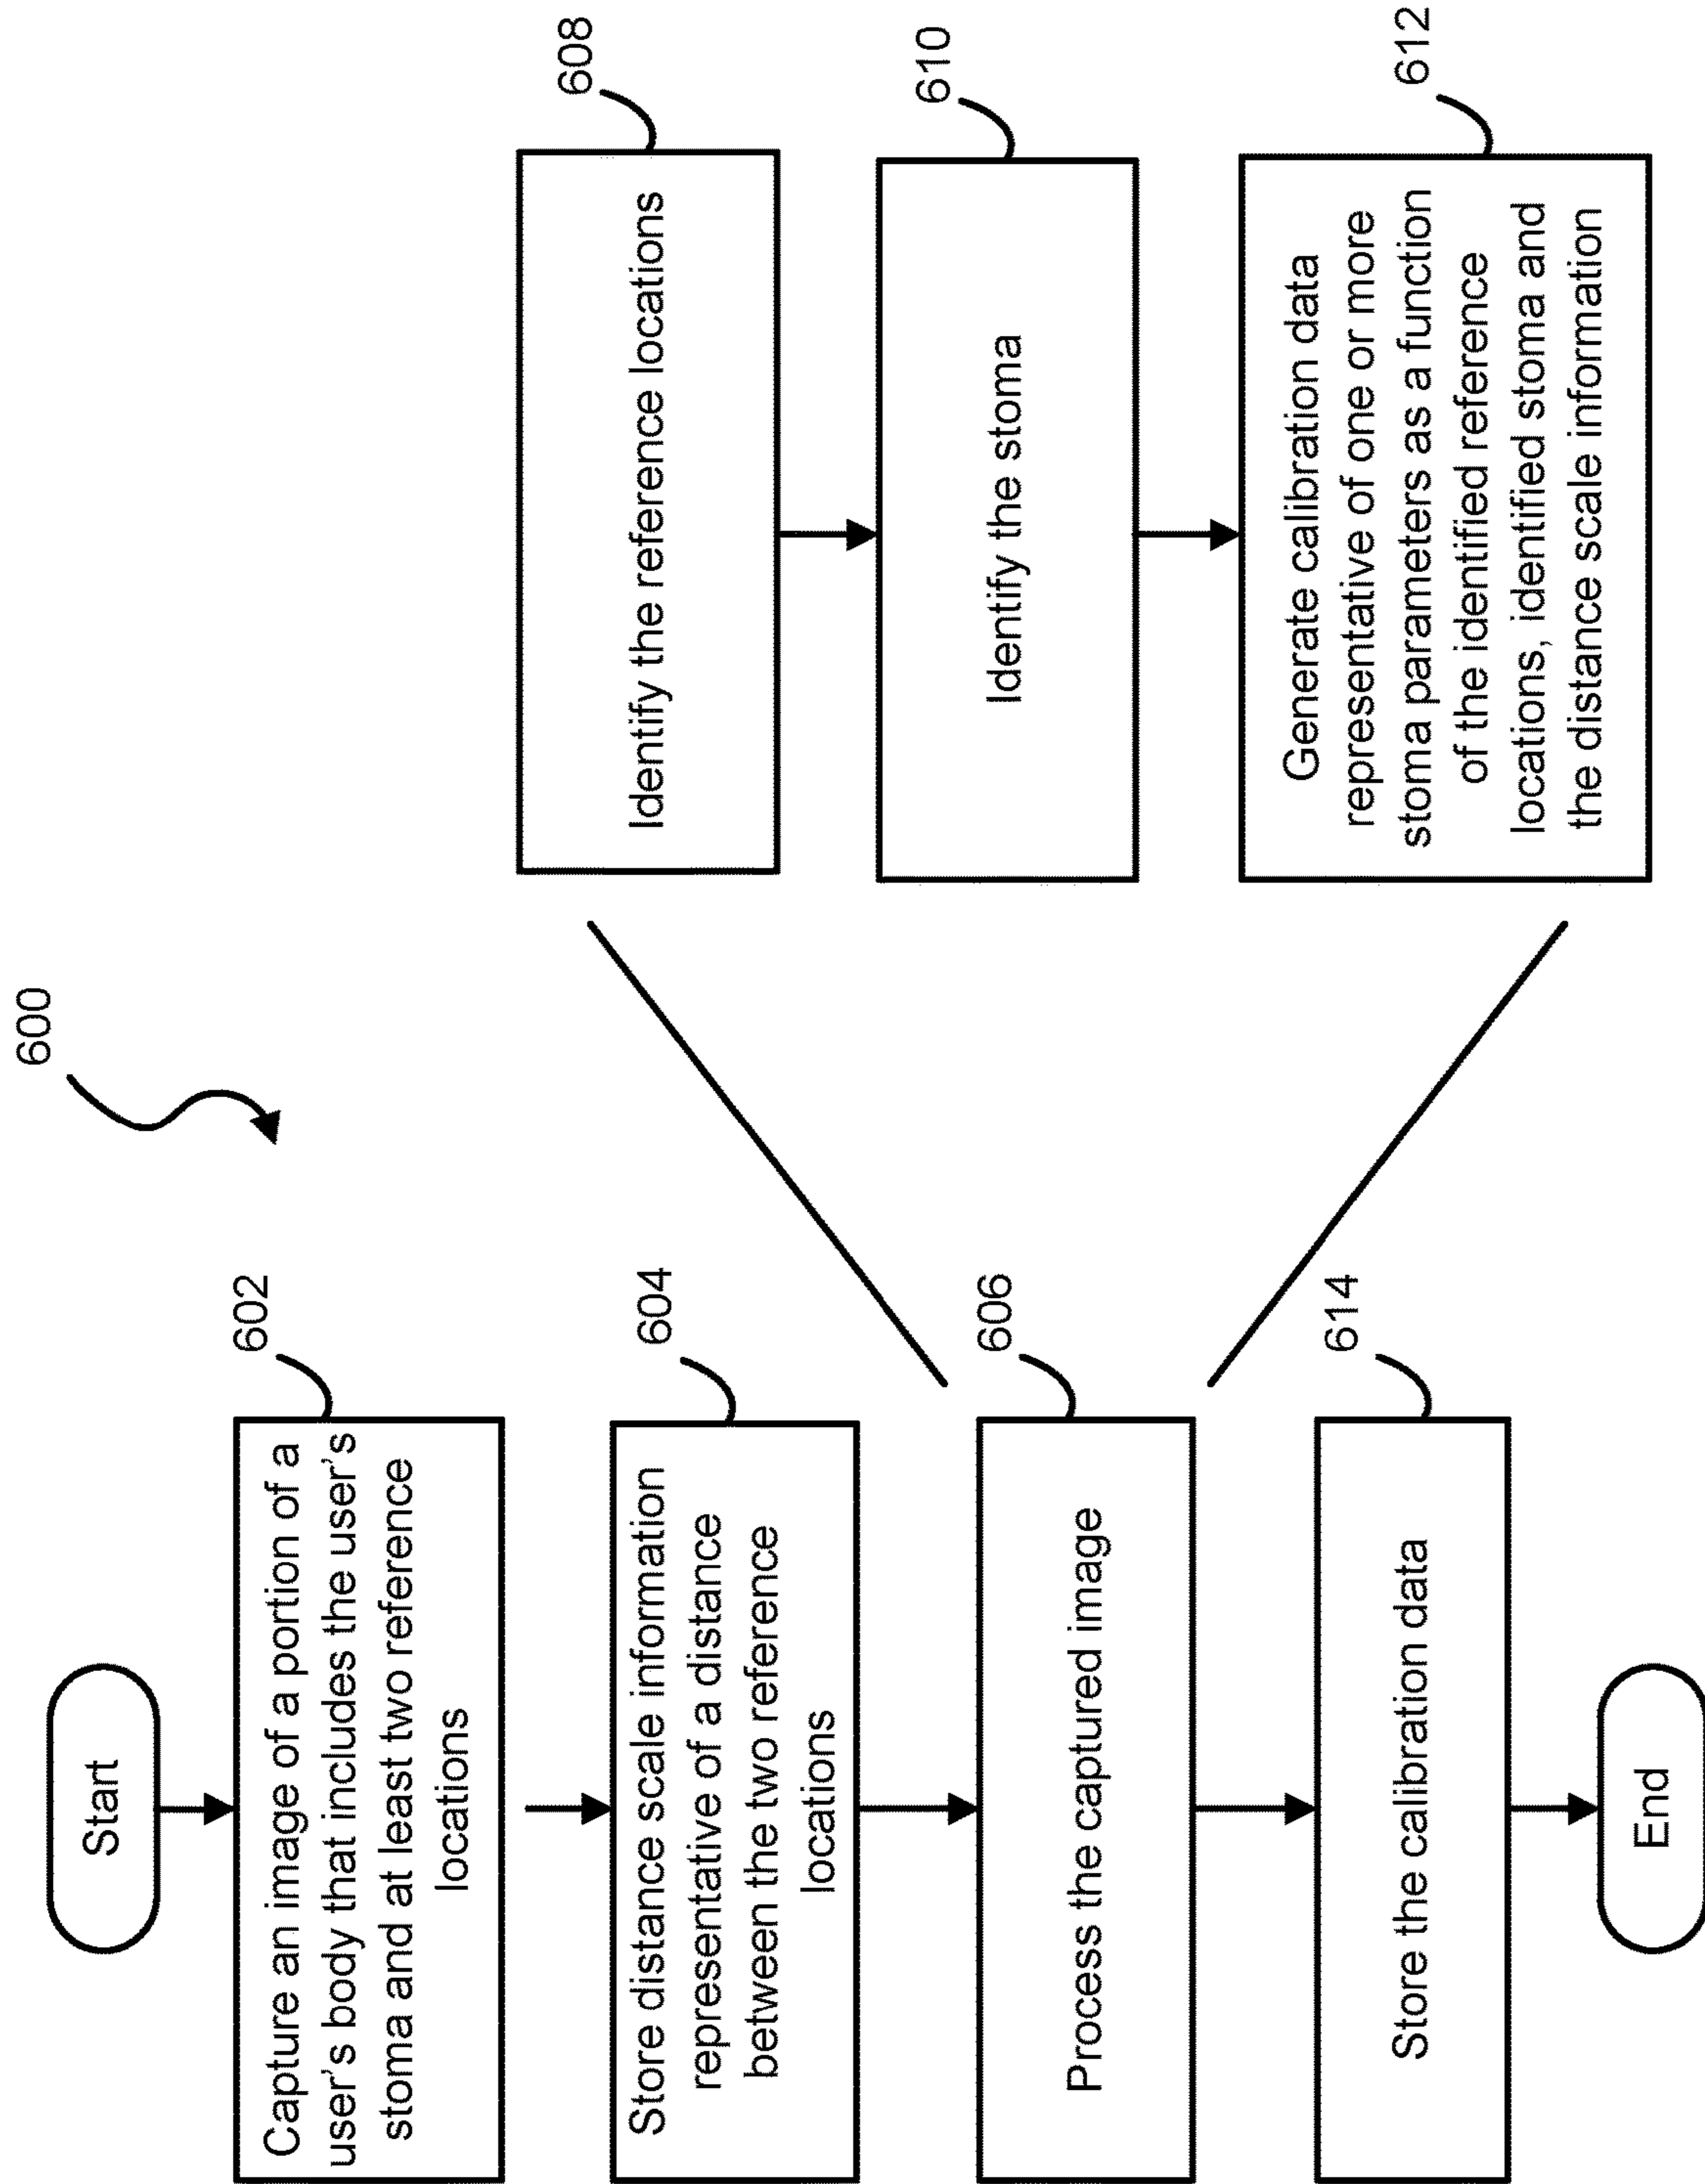 600
Start
602
Capture an image of a portion of a
user's body that includes the user's
stoma and at least two reference
locations
604
Store distance scale information
representative of a distance
between the two reference
locations
606
Process the captured image
614
Store the calibration data
End
608
Identify the reference locations
610
Identify the stoma
612
Generate calibration data
representative of one or more
stoma parameters as a function
of the identified reference
locations, identified stoma and
the distance scale information